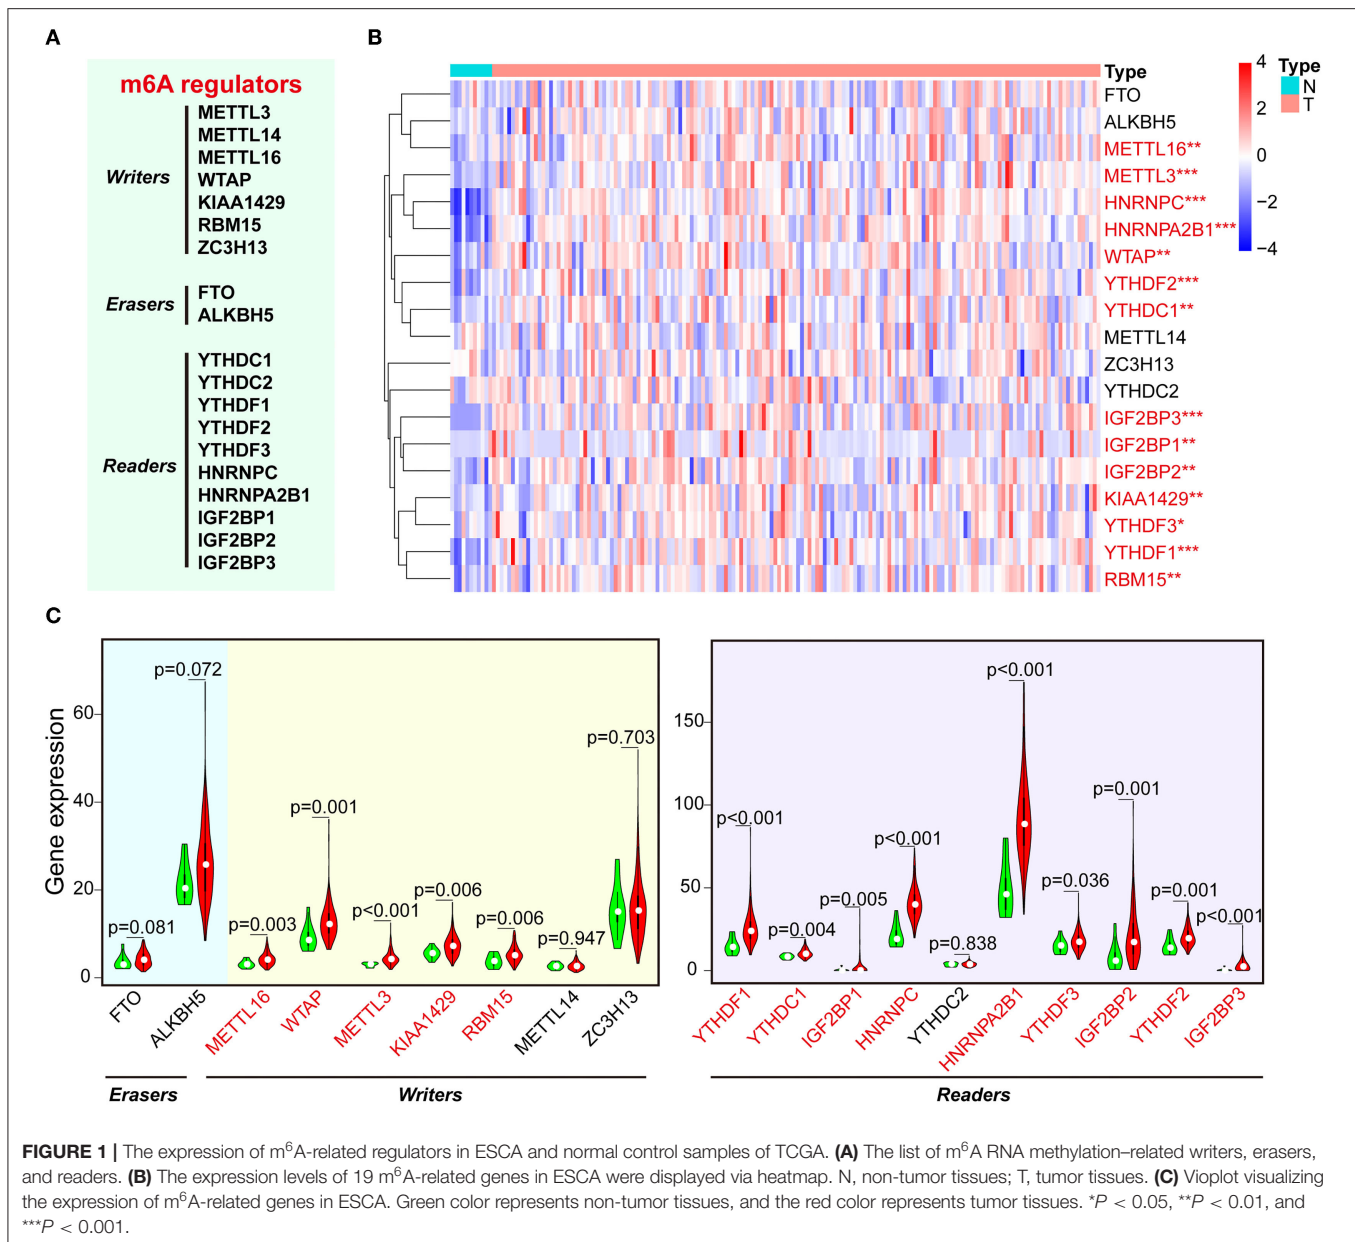 A
m6A regulators
Writers
METTL3
METTL14
METTL16
WTAP
KIAA1429
RBM15
ZC3H13
Erasers
FTO
ALKBH5
Readers
YTHDC1
YTHDC2
YTHDF1
YTHDF2
YTHDF3
HNRNPC
HNRNPA2B1
IGF2BP1
IGF2BP2
IGF2BP3
B
Type
FTO
ALKBH5
METTL16**
METTL3***
HNRNPC***
HNRNPA2B1***
WTAP**
YTHDF2***
YTHDC1**
METTL14
ZC3H13
YTHDC2
IGF2BP3***
IGF2BP1**
IGF2BP2**
KIAA1429**
YTHDF3*
YTHDF1***
RBM15**
4
2
0
−2
−4
Type
N
T
C
Gene expression
60
40
20
0
p=0.081
p=0.072
p=0.003
p=0.001
p<0.001
p=0.006
p=0.006
p=0.947
p=0.703
FTO
ALKBH5
METTL16
WTAP
METTL3
KIAA1429
RBM15
METTL14
ZC3H13
Erasers
Writers
150
100
50
0
p<0.001
p=0.004
p=0.005
p<0.001
p=0.838
p<0.001
p=0.036
p=0.001
p=0.001
p<0.001
YTHDF1
YTHDC1
IGF2BP1
HNRNPC
YTHDC2
HNRNPA2B1
YTHDF3
IGF2BP2
YTHDF2
IGF2BP3
Readers
FIGURE 1 | The expression of m⁶A-related regulators in ESCA and normal control samples of TCGA. (A) The list of m⁶A RNA methylation–related writers, erasers,
and readers. (B) The expression levels of 19 m⁶A-related genes in ESCA were displayed via heatmap. N, non-tumor tissues; T, tumor tissues. (C) Vioplot visualizing
the expression of m⁶A-related genes in ESCA. Green color represents non-tumor tissues, and the red color represents tumor tissues. *P < 0.05, **P < 0.01, and
***P < 0.001.